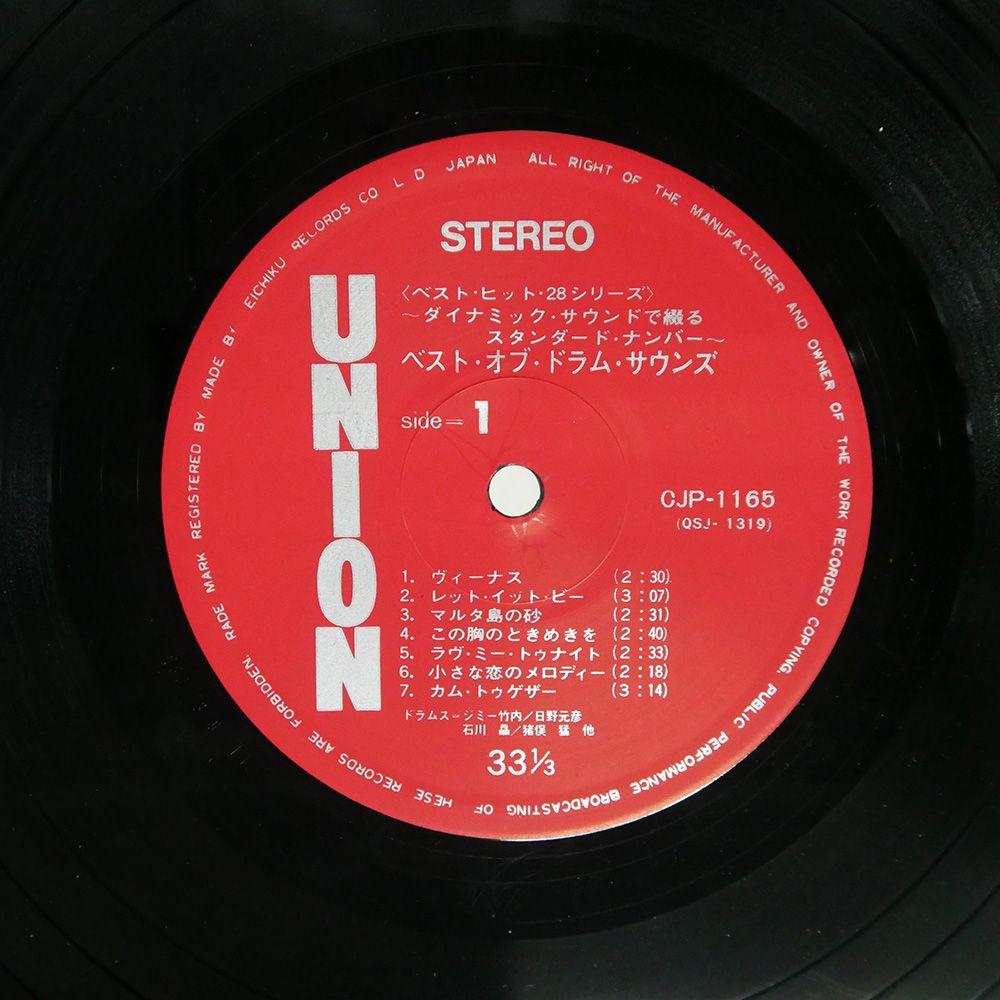 MADE BY EICHIKU RECORDS CO L D JAPAN ALL RIGHT OF THE MANUFACTURER AND OWNER OF THE WORK RECORDED COPYING, PUBLIC PERFORMANCE BROADCASTING OF HESE RECORDS ARE FORBIDDEN, RADE MARK REGISTERED BY
STEREO
UNION
〈ベスト・ヒット・28シリーズ〉
～ダイナミック・サウンドで綴る
スタンダード・ナンバー～
ベスト・オブ・ドラム・サウンズ
side=1
CJP-1165
(QSJ- 1319)
1. ヴィーナス (2:30)
2. レット・イット・ビー (3:07)
3. マルタ島の砂 (2:31)
4. この胸のときめきを (2:40)
5. ラヴ・ミー・トゥナイト (2:33)
6. 小さな恋のメロディー (2:18)
7. カム・トゥゲザー (3:14)
ドラムス=ジミー竹内/日野元彦
石川 晶/猪俣 猛 他
33⅓